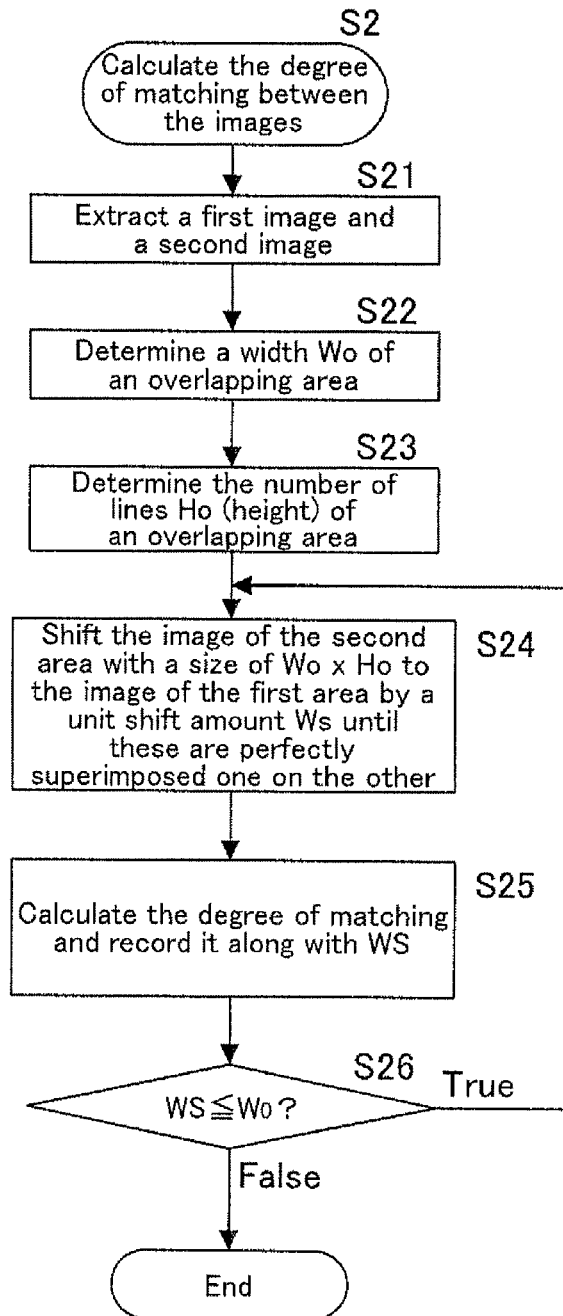 S2
Calculate the degree
of matching between
the images
S21
Extract a first image and
a second image
S22
Determine a width Wo of
an overlapping area
S23
Determine the number of
lines Ho (height) of
an overlapping area
Shift the image of the second
area with a size of Wo x Ho to
the image of the first area by a
unit shift amount Ws until
these are perfectly
superimposed one on the other
S24
S25
Calculate the degree of matching
and record it along with WS
S26
WS≦W0?
True
False
End